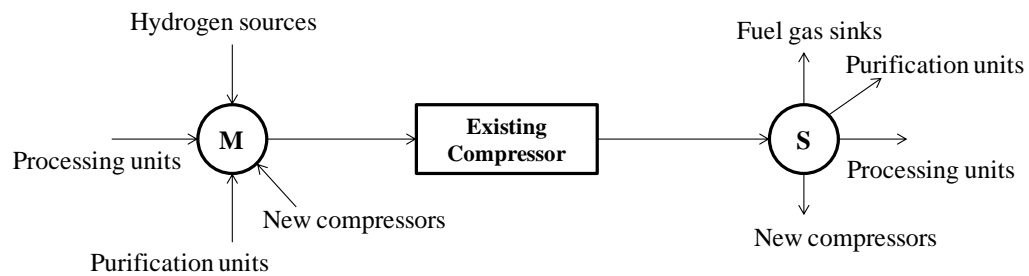 Hydrogen sources
Fuel gas sinks
Purification units
M
Existing
Compressor
S
Processing units
Processing units
New compressors
New compressors
Purification units